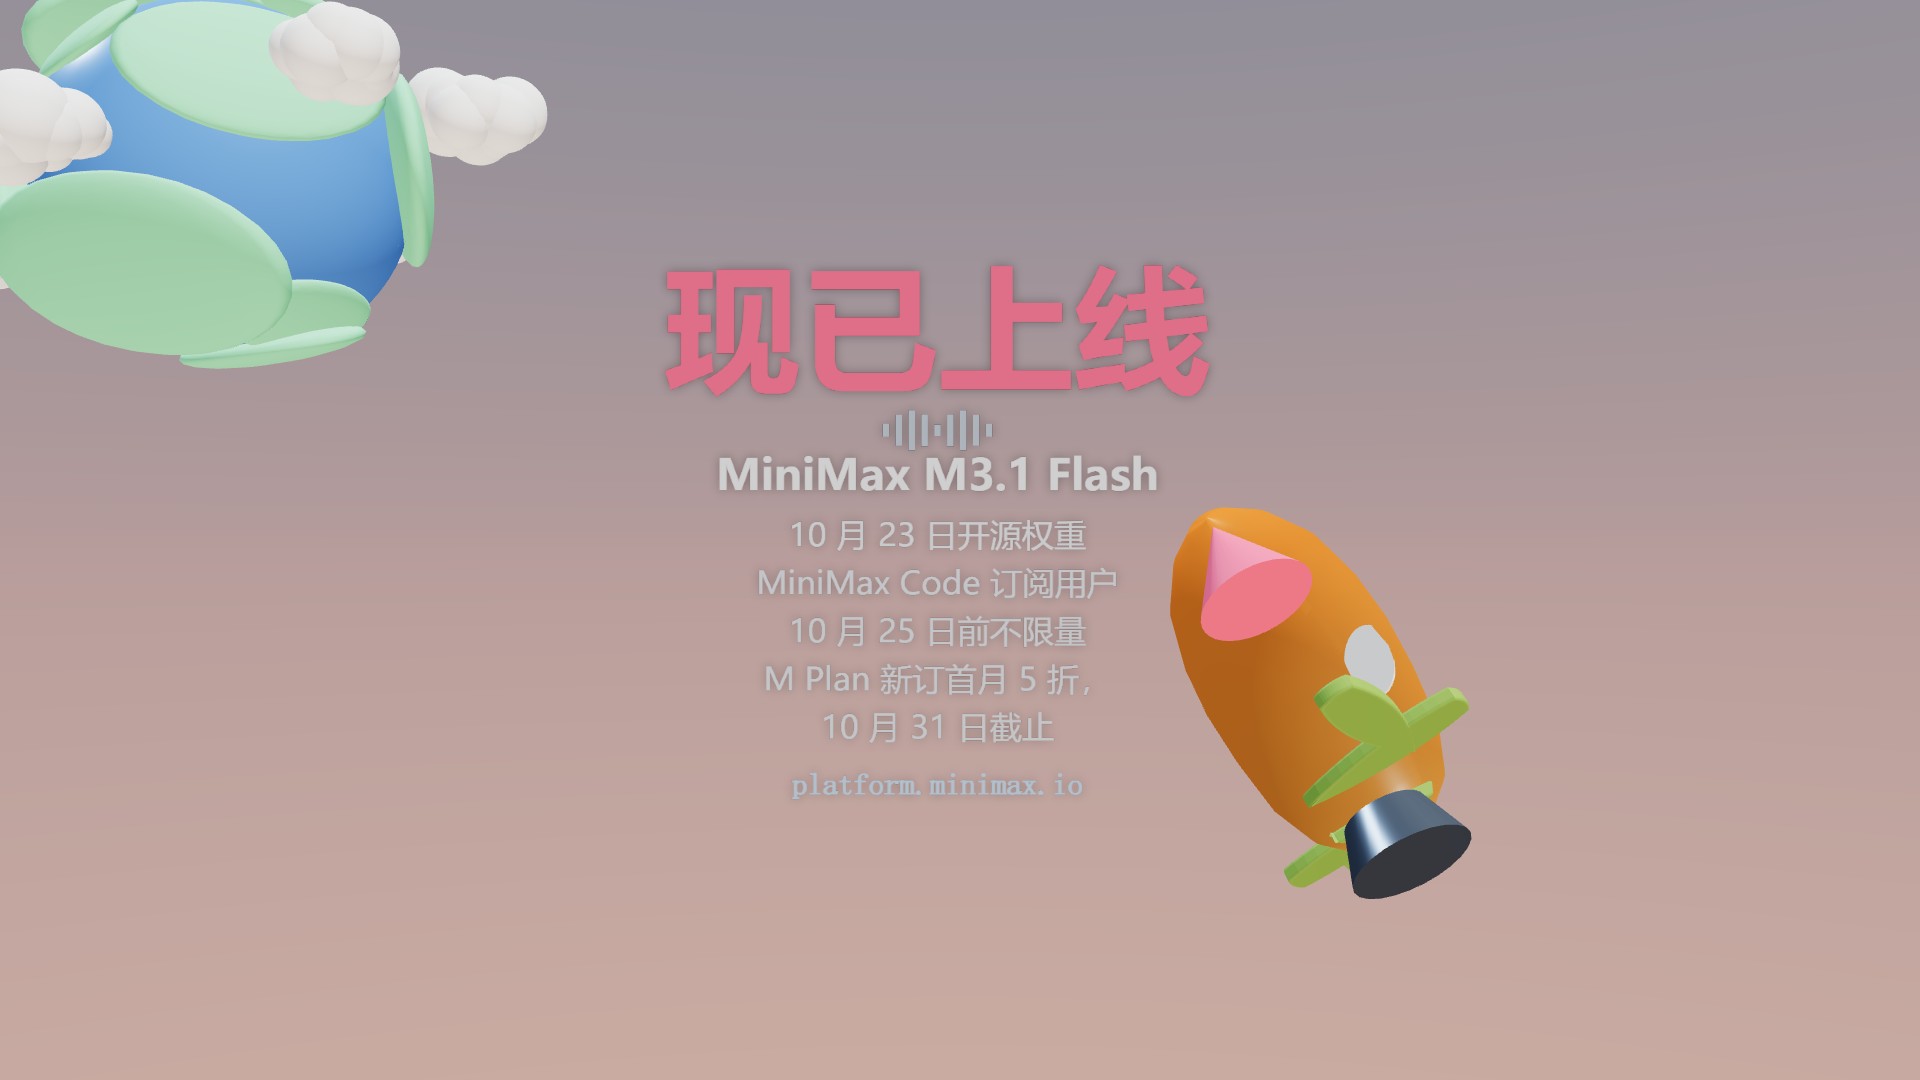 现已上线
MiniMax M3.1 Flash
10 月 23 日开源权重
MiniMax Code 订阅用户
10 月 25 日前不限量
M Plan 新订首月 5 折，
10 月 31 日截止
platform.minimax.io